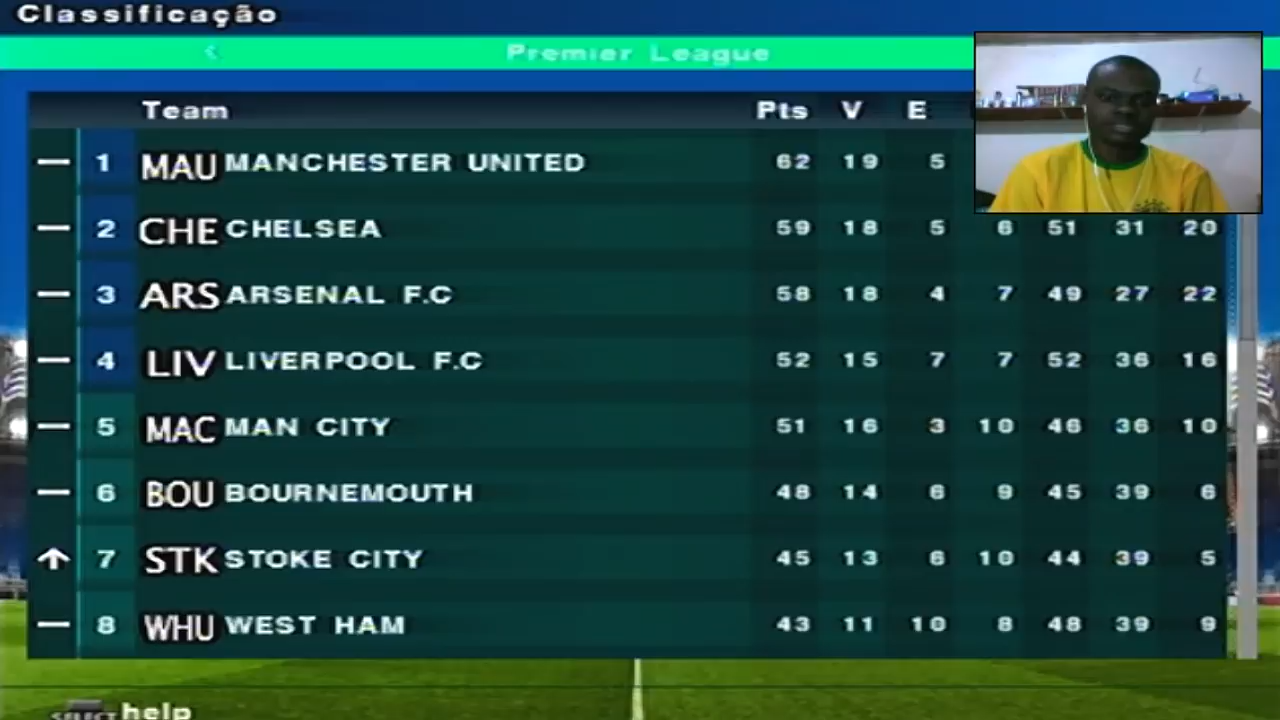 Classificação
Premier League
Team Pts V E
1 MAU MANCHESTER UNITED 62 19 5
2 CHE CHELSEA 59 18 5 6 51 31 20
3 ARS ARSENAL F.C 58 18 4 7 49 27 22
4 LIV LIVERPOOL F.C 52 15 7 7 52 36 16
5 MAC MAN CITY 51 16 3 10 46 36 10
6 BOU BOURNEMOUTH 48 14 6 9 45 39 6
7 STK STOKE CITY 45 13 6 10 44 39 5
8 WHU WEST HAM 43 11 10 8 48 39 9
SELECT help